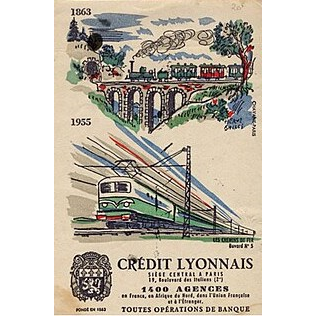 1863
1955
LES CHEMINS DE FER
Buvard N° 5
CRÉDIT LYONNAIS
SIÈGE CENTRAL A PARIS
19, Boulevard des Italiens (2e)
1400 AGENCES
en France, en Afrique du Nord, dans l'Union Française
et à l'Étranger.
FONDÉ EN 1863
TOUTES OPÉRATIONS DE BANQUE